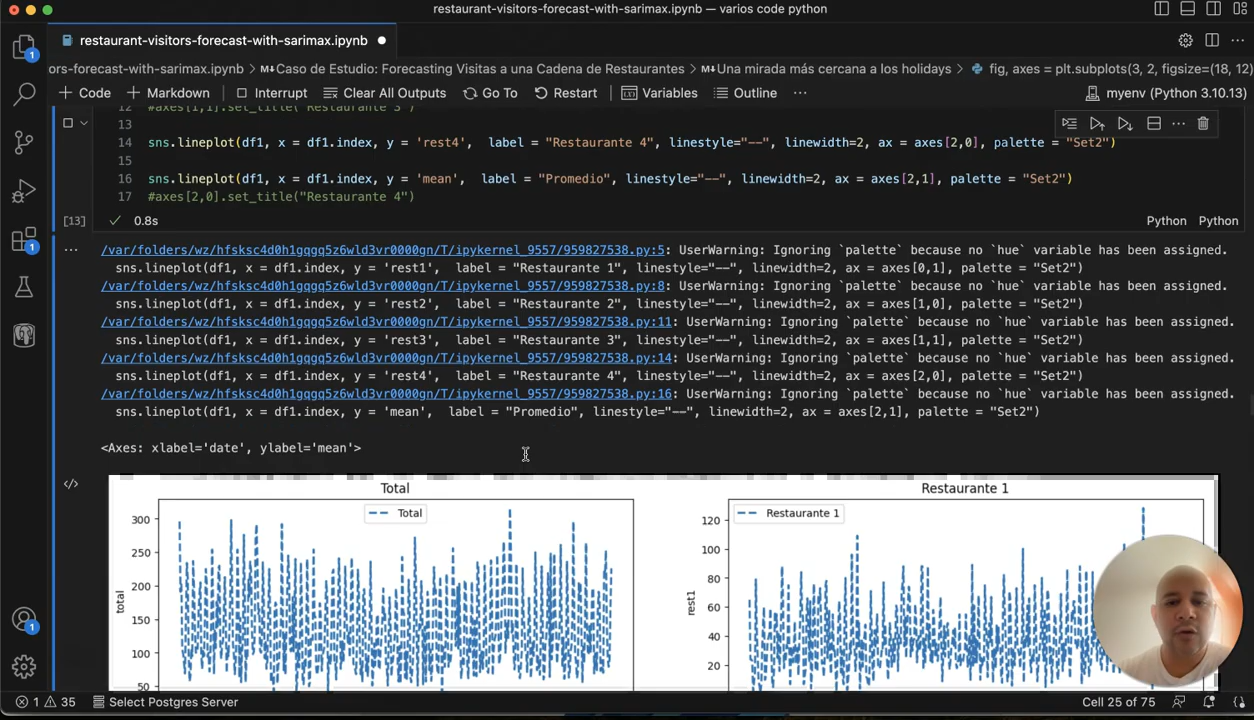 restaurant-visitors-forecast-with-sarimax.ipynb — varios code python
restaurant-visitors-forecast-with-sarimax.ipynb
ors-forecast-with-sarimax.ipynb > M↓Caso de Estudio: Forecasting Visitas a una Cadena de Restaurantes > M↓Una mirada más cercana a los holidays > fig, axes = plt.subplots(3, 2, figsize=(18, 12)
+ Code + Markdown Interrupt Clear All Outputs Go To Restart Variables Outline ... myenv (Python 3.10.13)
12 #axes[1,1].set_title("Restaurante 3")
13
14 sns.lineplot(df1, x = df1.index, y = 'rest4', label = "Restaurante 4", linestyle="--", linewidth=2, ax = axes[2,0], palette = "Set2")
15
16 sns.lineplot(df1, x = df1.index, y = 'mean', label = "Promedio", linestyle="--", linewidth=2, ax = axes[2,1], palette = "Set2")
17 #axes[2,0].set_title("Restaurante 4")
[13] 0.8s Python Python
/var/folders/wz/hfsksc4d0h1gqgq5z6wld3vr0000gn/T/ipykernel_9557/959827538.py:5: UserWarning: Ignoring `palette` because no `hue` variable has been assigned.
sns.lineplot(df1, x = df1.index, y = 'rest1', label = "Restaurante 1", linestyle="--", linewidth=2, ax = axes[0,1], palette = "Set2")
/var/folders/wz/hfsksc4d0h1gqgq5z6wld3vr0000gn/T/ipykernel_9557/959827538.py:8: UserWarning: Ignoring `palette` because no `hue` variable has been assigned.
sns.lineplot(df1, x = df1.index, y = 'rest2', label = "Restaurante 2", linestyle="--", linewidth=2, ax = axes[1,0], palette = "Set2")
/var/folders/wz/hfsksc4d0h1gqgq5z6wld3vr0000gn/T/ipykernel_9557/959827538.py:11: UserWarning: Ignoring `palette` because no `hue` variable has been assigned.
sns.lineplot(df1, x = df1.index, y = 'rest3', label = "Restaurante 3", linestyle="--", linewidth=2, ax = axes[1,1], palette = "Set2")
/var/folders/wz/hfsksc4d0h1gqgq5z6wld3vr0000gn/T/ipykernel_9557/959827538.py:14: UserWarning: Ignoring `palette` because no `hue` variable has been assigned.
sns.lineplot(df1, x = df1.index, y = 'rest4', label = "Restaurante 4", linestyle="--", linewidth=2, ax = axes[2,0], palette = "Set2")
/var/folders/wz/hfsksc4d0h1gqgq5z6wld3vr0000gn/T/ipykernel_9557/959827538.py:16: UserWarning: Ignoring `palette` because no `hue` variable has been assigned.
sns.lineplot(df1, x = df1.index, y = 'mean', label = "Promedio", linestyle="--", linewidth=2, ax = axes[2,1], palette = "Set2")
<Axes: xlabel='date', ylabel='mean'>
Total
Total
300
250
200
150
100
50
total
Restaurante 1
Restaurante 1
120
100
80
60
40
20
rest1
1 35 Select Postgres Server Cell 25 of 75
1
1
1